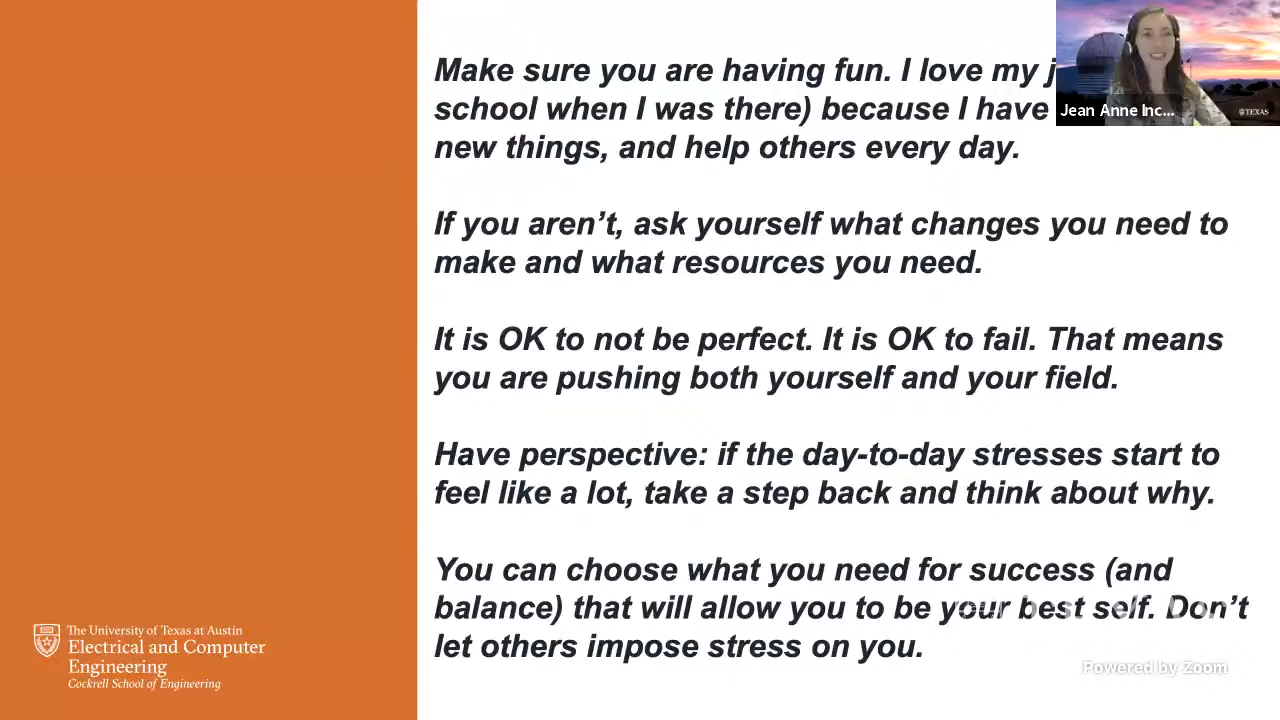 Make sure you are having fun. I love my j
school when I was there) because I have
new things, and help others every day.
If you aren’t, ask yourself what changes you need to
make and what resources you need.
It is OK to not be perfect. It is OK to fail. That means
you are pushing both yourself and your field.
Have perspective: if the day-to-day stresses start to
feel like a lot, take a step back and think about why.
You can choose what you need for success (and
balance) that will allow you to be your best self. Don’t
let others impose stress on you.
Jean Anne Inc...
TEXAS
The University of Texas at Austin
Electrical and Computer
Engineering
Cockrell School of Engineering
Powered by Zoom